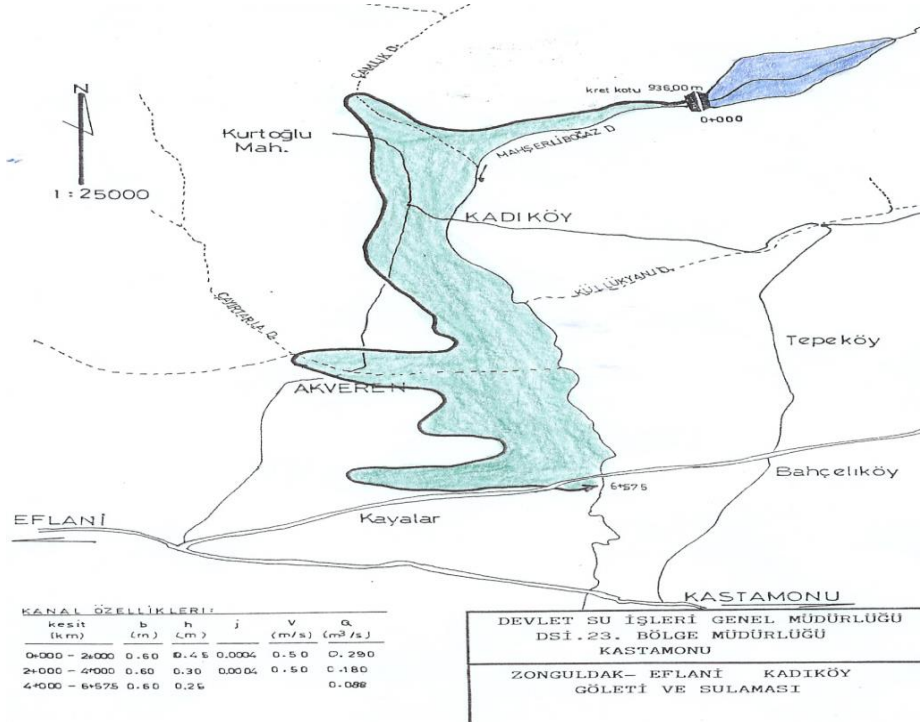 ÇAMLIK D.
kret kotu 936,00 m
0+000
N
Kurtoğlu
Mah.
MAHŞERLİBOĞAZ D
1:25000
KADIKÖY
KÜLLÜKYANI D.
ÇAYIRTARLA D.
Tepeköy
AKVEREN
Bahçeliköy
6+575
EFLANİ
Kayalar
KASTAMONU
KANAL ÖZELLİKLERİ:
kesit b h j V Q
(km) (m) (m) (m/s) (m³/s)
0+000 - 2+000 0.60 0.45 0.0004 0.50 0.290
2+000 - 4+000 0.60 0.30 0.0004 0.50 0.180
4+000 - 6+575 0.60 0.25 0.088
DEVLET SU İŞLERİ GENEL MÜDÜRLÜĞÜ
DSİ.23. BÖLGE MÜDÜRLÜĞÜ
KASTAMONU
ZONGULDAK- EFLANİ KADIKÖY
GÖLETİ VE SULAMASI